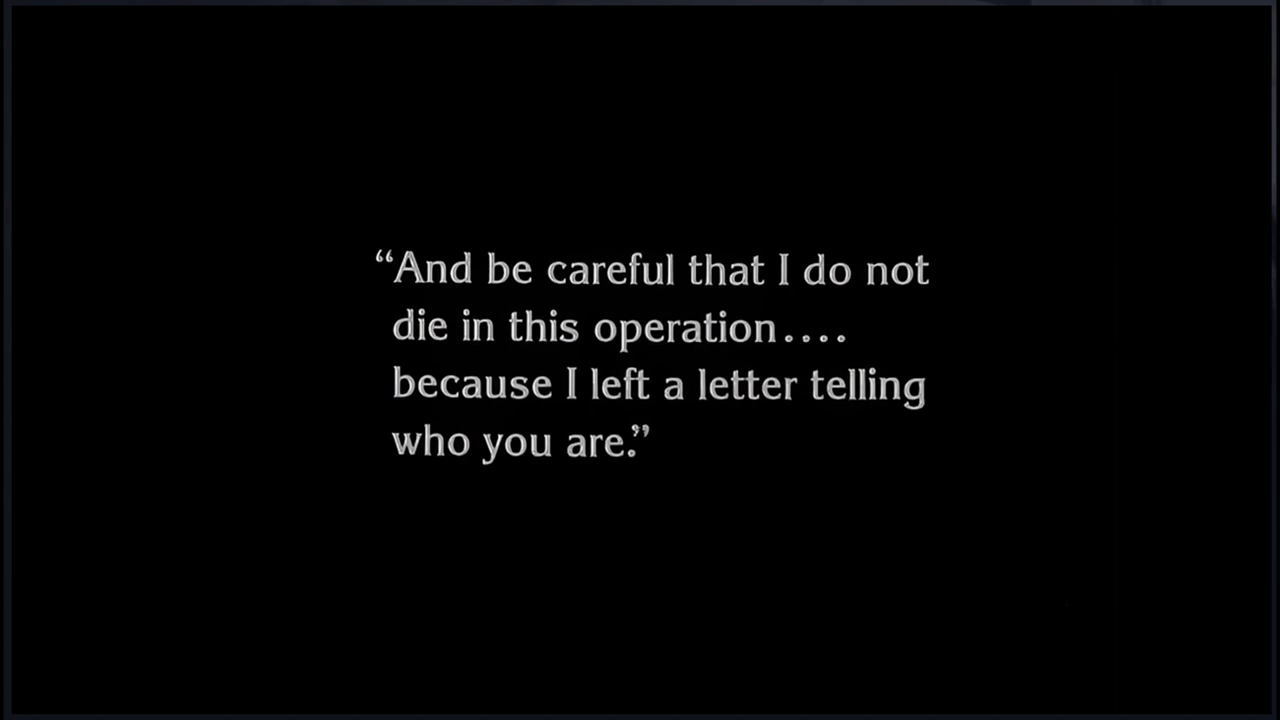 “And be careful that I do not
die in this operation....
because I left a letter telling
who you are.”